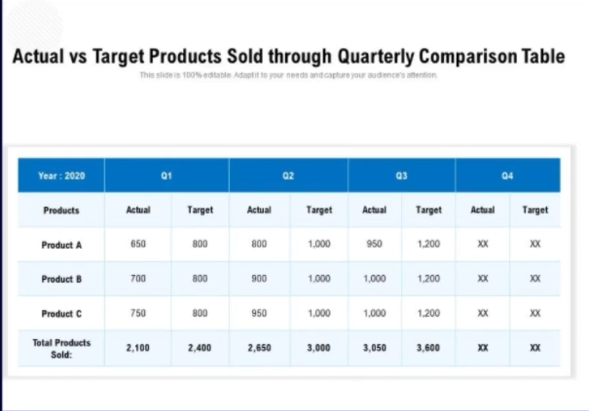 Actual vs Target Products Sold through Quarterly Comparison Table
This slide is 100% editable. Adapt it to your needs and capture your audience's attention.
Year : 2020 Q1 Q2 Q3 Q4
Products Actual Target Actual Target Actual Target Actual Target
Product A 650 800 800 1,000 950 1,200 XX XX
Product B 700 800 900 1,000 1,000 1,200 XX XX
Product C 750 800 950 1,000 1,000 1,200 XX XX
Total Products
Sold: 2,100 2,400 2,650 3,000 3,050 3,600 XX XX